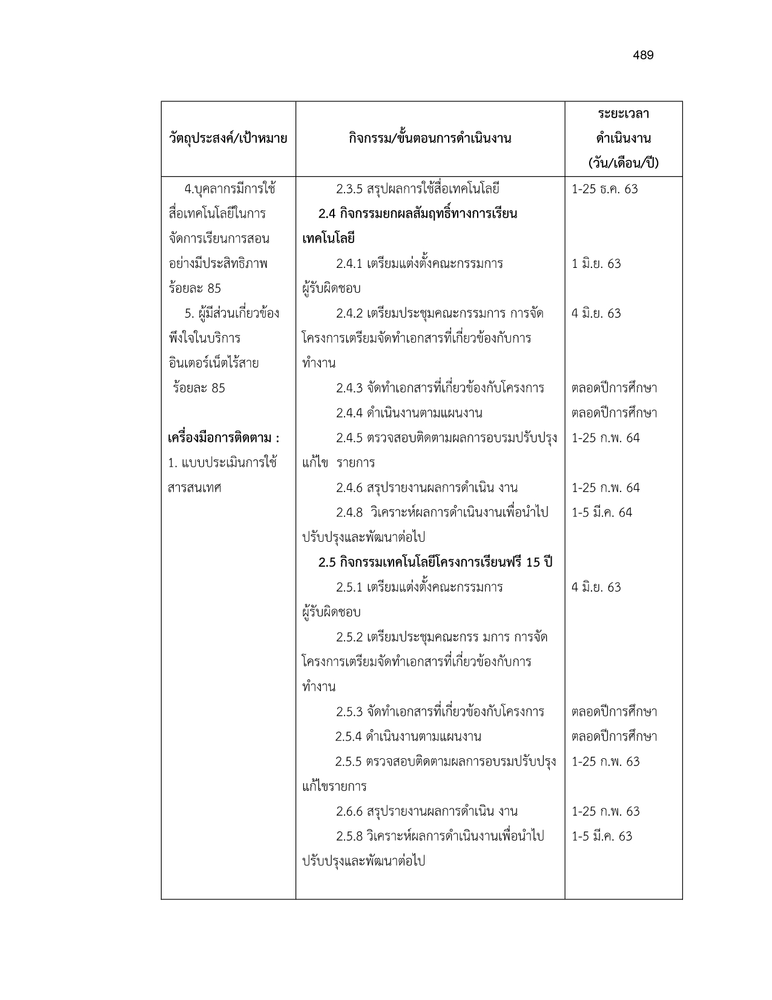 489
วัตถุประสงค์/เป้าหมาย
กิจกรรม/ขั้นตอนการดำเนินงาน
ระยะเวลา
ดำเนินงาน
(วัน/เดือน/ปี)
4.บุคลากรมีการใช้
สื่อเทคโนโลยีในการ
จัดการเรียนการสอน
อย่างมีประสิทธิภาพ
ร้อยละ 85
5. ผู้มีส่วนเกี่ยวข้อง
พึงใจในบริการ
อินเตอร์เน็ตไร้สาย
ร้อยละ 85
เครื่องมือการติดตาม :
1. แบบประเมินการใช้
สารสนเทศ
2.3.5 สรุปผลการใช้สื่อเทคโนโลยี
2.4 กิจกรรมยกผลสัมฤทธิ์ทางการเรียน
เทคโนโลยี
2.4.1 เตรียมแต่งตั้งคณะกรรมการ
ผู้รับผิดชอบ
2.4.2 เตรียมประชุมคณะกรรมการ การจัด
โครงการเตรียมจัดทำเอกสารที่เกี่ยวข้องกับการ
ทำงาน
2.4.3 จัดทำเอกสารที่เกี่ยวข้องกับโครงการ
2.4.4 ดำเนินงานตามแผนงาน
2.4.5 ตรวจสอบติดตามผลการอบรมปรับปรุง
แก้ไข  รายการ
2.4.6 สรุปรายงานผลการดำเนิน งาน
2.4.8  วิเคราะห์ผลการดำเนินงานเพื่อนำไป
ปรับปรุงและพัฒนาต่อไป
2.5 กิจกรรมเทคโนโลยีโครงการเรียนฟรี 15 ปี
2.5.1 เตรียมแต่งตั้งคณะกรรมการ
ผู้รับผิดชอบ
2.5.2 เตรียมประชุมคณะกรร มการ การจัด
โครงการเตรียมจัดทำเอกสารที่เกี่ยวข้องกับการ
ทำงาน
2.5.3 จัดทำเอกสารที่เกี่ยวข้องกับโครงการ
2.5.4 ดำเนินงานตามแผนงาน
2.5.5 ตรวจสอบติดตามผลการอบรมปรับปรุง
แก้ไขรายการ
2.6.6 สรุปรายงานผลการดำเนิน งาน
2.5.8 วิเคราะห์ผลการดำเนินงานเพื่อนำไป
ปรับปรุงและพัฒนาต่อไป
1-25 ธ.ค. 63
1 มิ.ย. 63
4 มิ.ย. 63
ตลอดปีการศึกษา
ตลอดปีการศึกษา
1-25 ก.พ. 64
1-25 ก.พ. 64
1-5 มี.ค. 64
4 มิ.ย. 63
ตลอดปีการศึกษา
ตลอดปีการศึกษา
1-25 ก.พ. 63
1-25 ก.พ. 63
1-5 มี.ค. 63